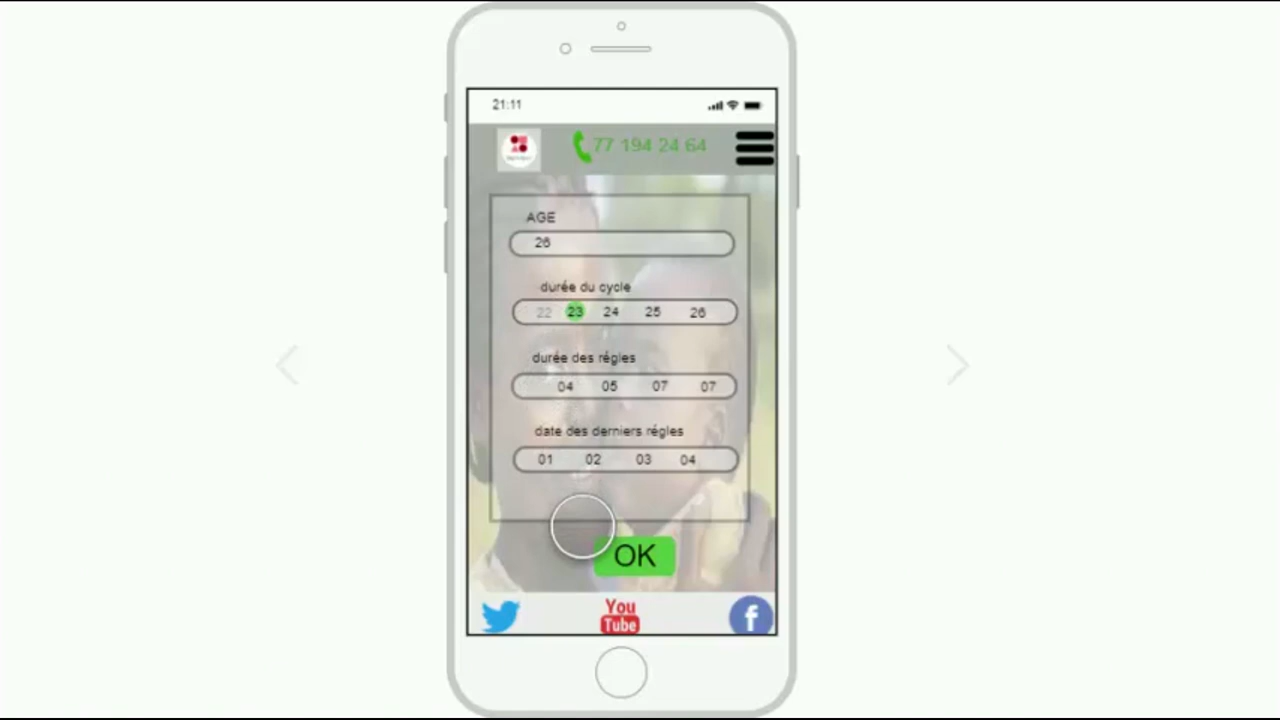 21:11
77 194 24 64
AGE
26
durée du cycle
22 23 24 25 26
durée des régles
04 05 07 07
date des derniers régles
01 02 03 04
OK
You
Tube
f